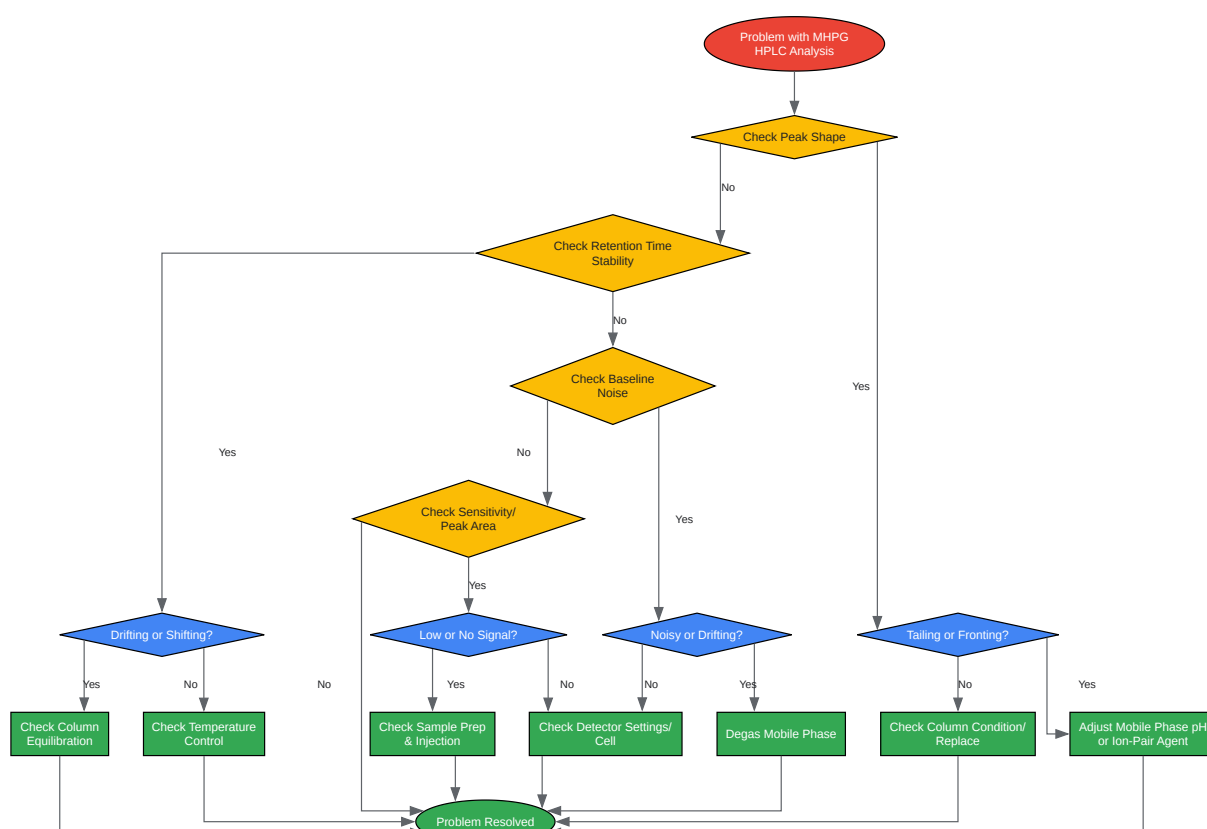 Problem with MHPG
HPLC Analysis
Check Peak Shape
No
Check Retention Time
Stability
No
Check Baseline
Noise
Yes
Yes
No
Check Sensitivity/
Peak Area
Yes
Yes
Drifting or Shifting?
Low or No Signal?
Noisy or Drifting?
Tailing or Fronting?
Yes
No
No
Yes
No
No
Yes
No
Yes
Check Column
Equilibration
Check Temperature
Control
Check Sample Prep
& Injection
Check Detector Settings/
Cell
Degas Mobile Phase
Check Column Condition/
Replace
Adjust Mobile Phase pH
or Ion-Pair Agent
Problem Resolved